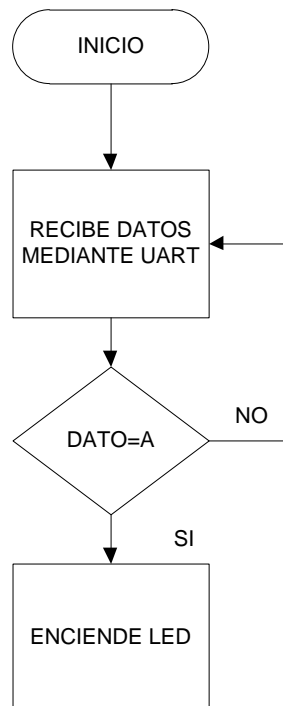 INICIO
RECIBE DATOS
MEDIANTE UART
DATO=A
NO
SI
ENCIENDE LED